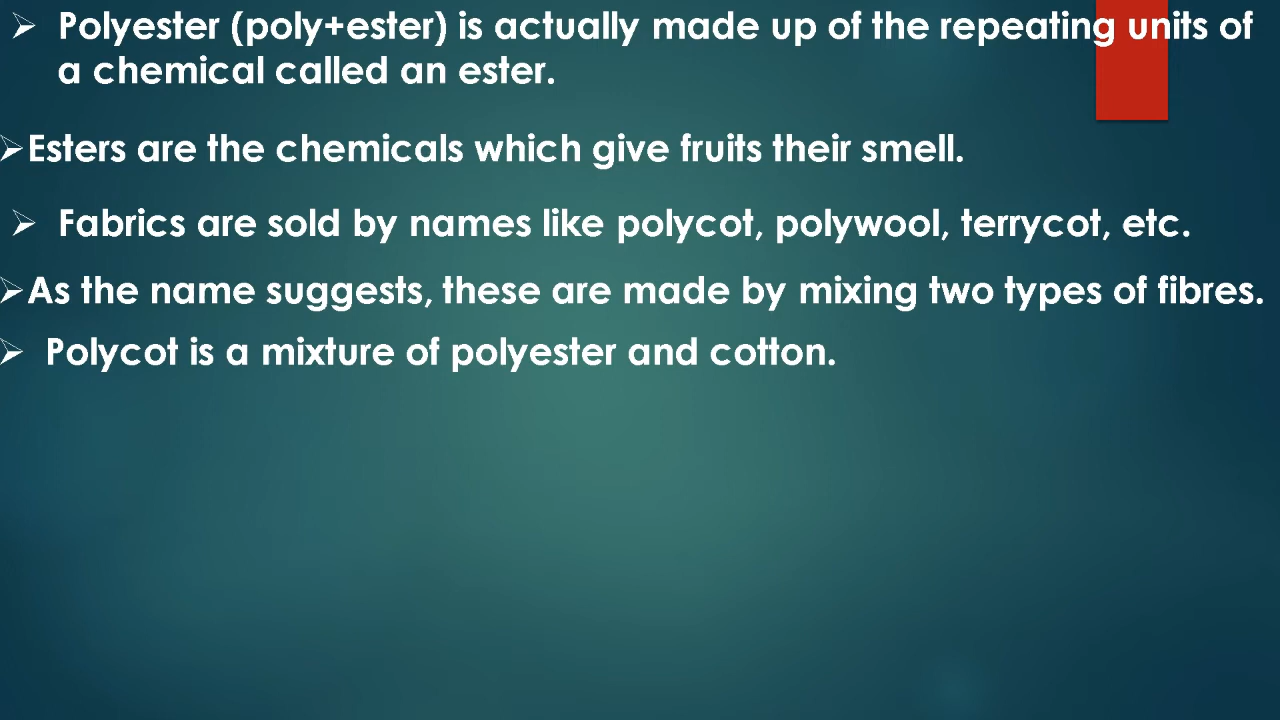 ➢ Polyester (poly+ester) is actually made up of the repeating units of
a chemical called an ester.
➢Esters are the chemicals which give fruits their smell.
➢ Fabrics are sold by names like polycot, polywool, terrycot, etc.
➢As the name suggests, these are made by mixing two types of fibres.
➢ Polycot is a mixture of polyester and cotton.